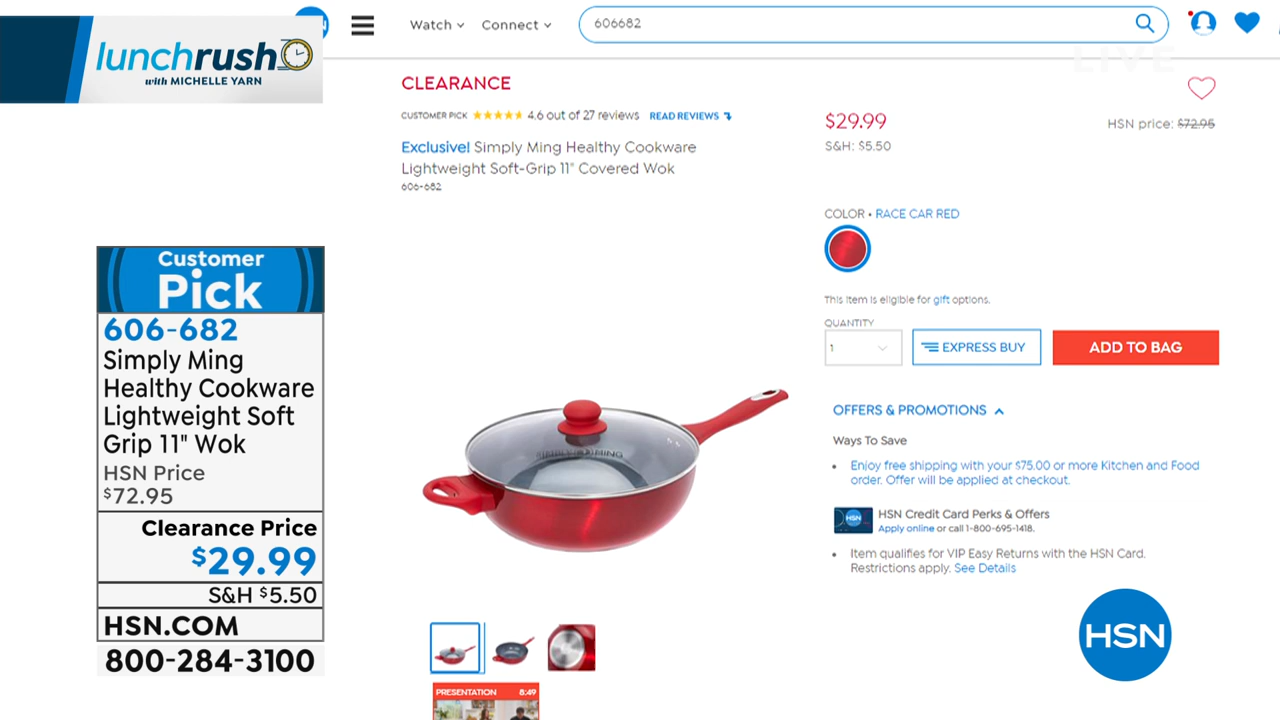 lunchrush
with MICHELLE YARN
HSN
Watch
Connect
606682
LIVE
CLEARANCE
CUSTOMER PICK 4.6 out of 27 reviews READ REVIEWS
Exclusive! Simply Ming Healthy Cookware
Lightweight Soft-Grip 11" Covered Wok
606-682
$29.99
HSN price: $72.95
S&H: $5.50
COLOR • RACE CAR RED
This item is eligible for gift options.
QUANTITY
1
EXPRESS BUY
ADD TO BAG
OFFERS & PROMOTIONS
Ways To Save
• Enjoy free shipping with your $75.00 or more Kitchen and Food
order. Offer will be applied at checkout.
HSN
HSN Credit Card Perks & Offers
Apply online or call 1-800-695-1418.
• Item qualifies for VIP Easy Returns with the HSN Card.
Restrictions apply. See Details
SIMPLY MING
PRESENTATION 8:49
Customer
Pick
606-682
Simply Ming
Healthy Cookware
Lightweight Soft
Grip 11" Wok
HSN Price
$72.95
Clearance Price
$29.99
S&H $5.50
HSN.COM
800-284-3100
HSN